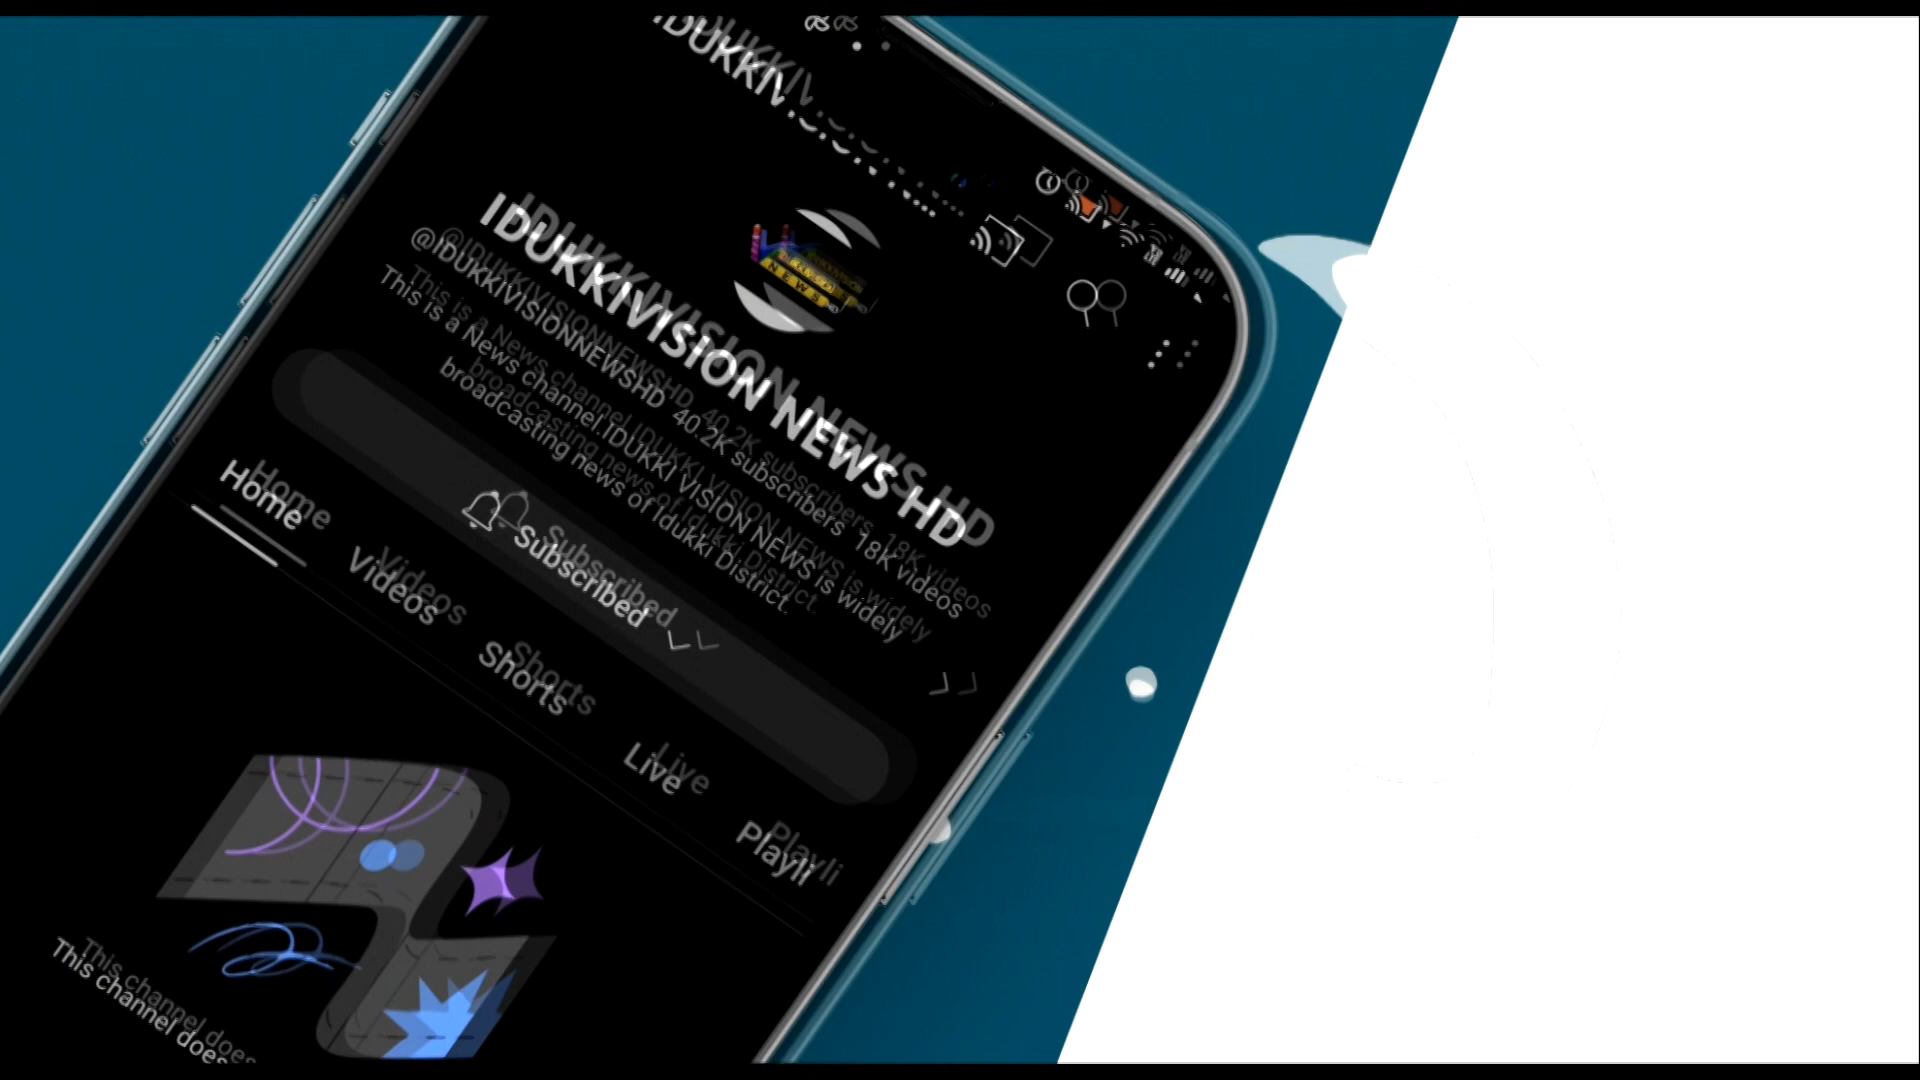 IDUKKIV
NEWS
IDUKKIVISION NEWS HD
@IDUKKIVISIONNEWSHD 40.2K subscribers 18K videos
This is a News channel.IDUKKI VISION NEWS is widely
broadcasting news of Idukki District.
Subscribed
Home Videos Shorts Live Playli
This channel does